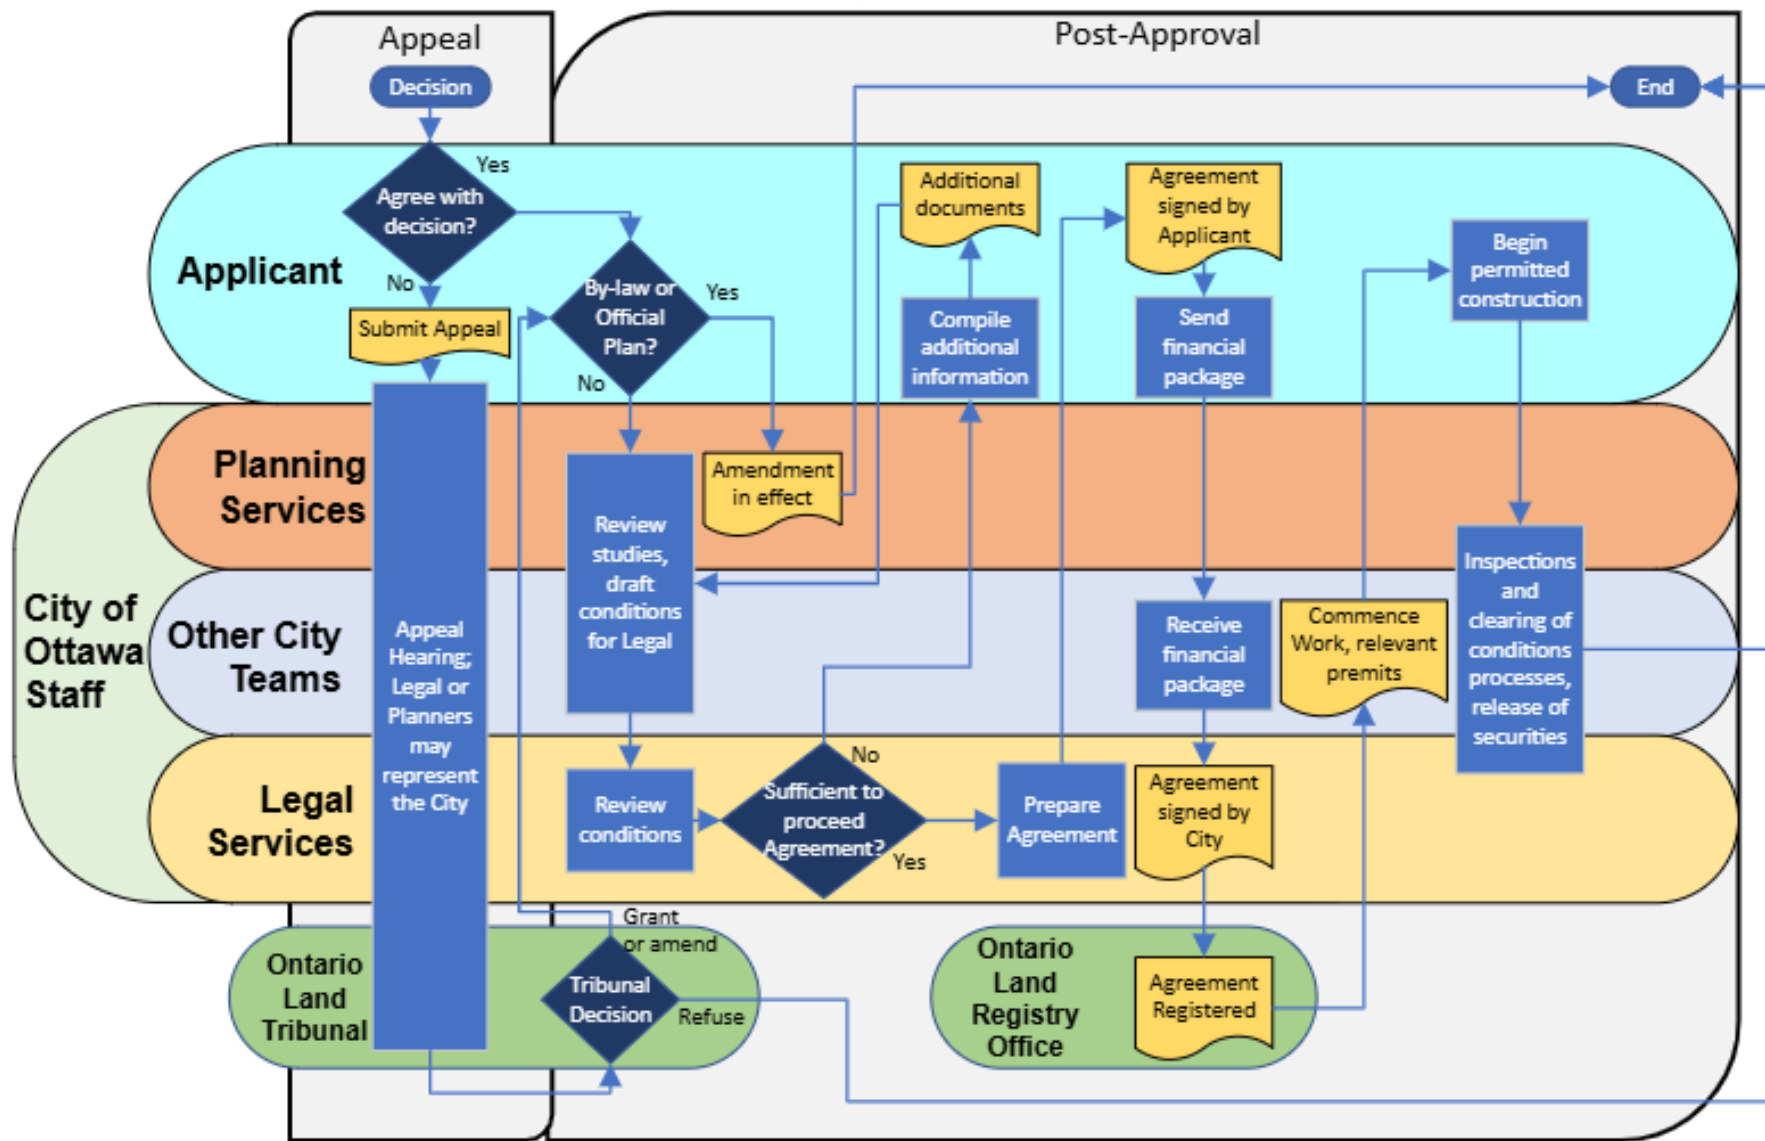 Appeal
Post-Approval
Decision
End
Yes
Agree with
decision?
No
Applicant
Submit Appeal
By-law or
Official
Plan?
Yes
No
Additional
documents
Compile
additional
information
Agreement
signed by
Applicant
Send
financial
package
Begin
permitted
construction
City of
Ottawa
Staff
Planning
Services
Review
studies,
draft
conditions
for Legal
Amendment
in effect
Other City
Teams
Appeal
Hearing;
Legal or
Planners
may
represent
the City
Receive
financial
package
Commence
Work, relevant
premits
Inspections
and
clearing of
conditions
processes,
release of
securities
Legal
Services
Review
conditions
No
Sufficient to
proceed
Agreement?
Yes
Prepare
Agreement
Agreement
signed by
City
Ontario
Land
Tribunal
Grant
or amend
Tribunal
Decision
Refuse
Ontario
Land
Registry
Office
Agreement
Registered